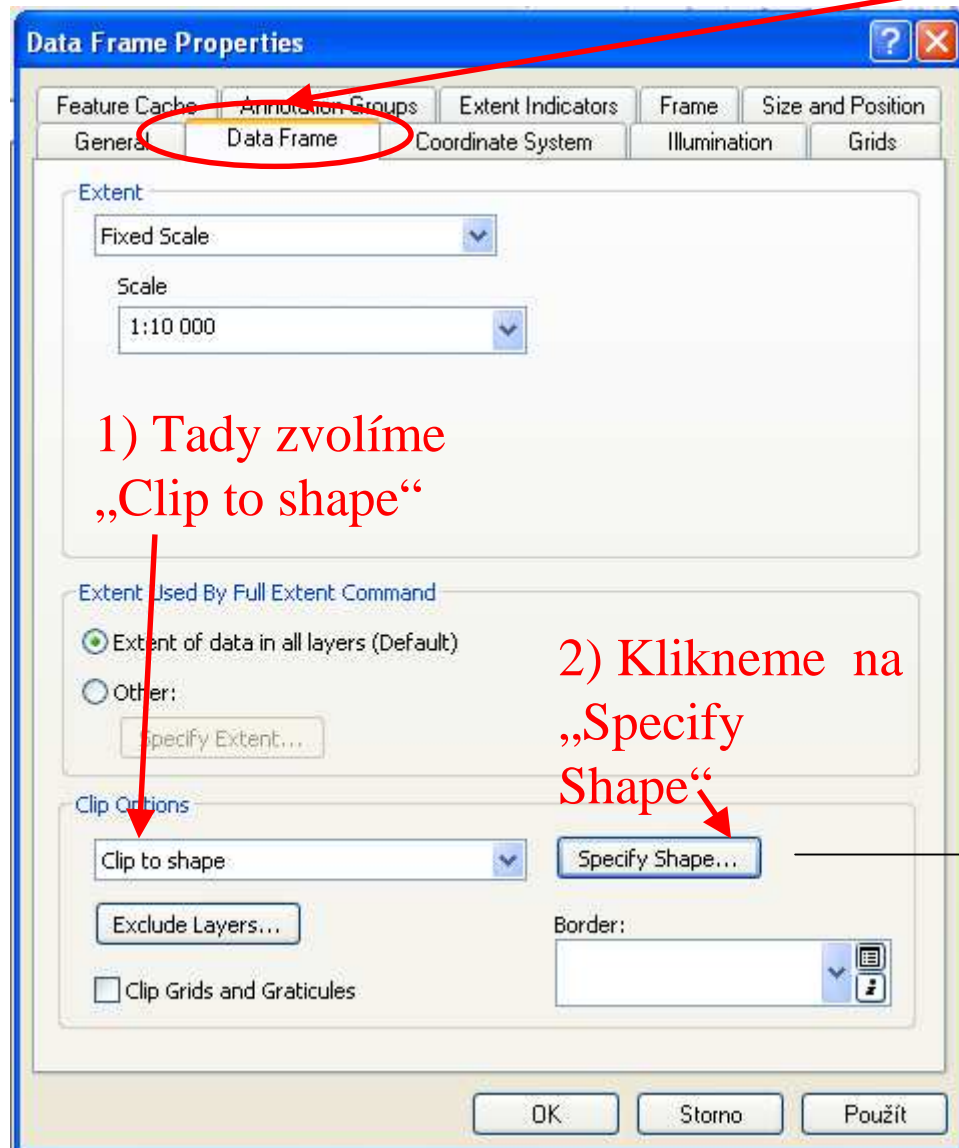 Data Frame Properties
Feature Cache Annotation Groups Extent Indicators Frame Size and Position
General Data Frame Coordinate System Illumination Grids
Extent
Fixed Scale
Scale
1:10 000
1) Tady zvolíme
„Clip to shape“
Extent Used By Full Extent Command
Extent of data in all layers (Default)
Other:
Specify Extent...
2) Klikneme na
„Specify
Shape“
Clip Options
Clip to shape
Specify Shape...
Exclude Layers...
Border:
Clip Grids and Graticules
OK Storno Použít